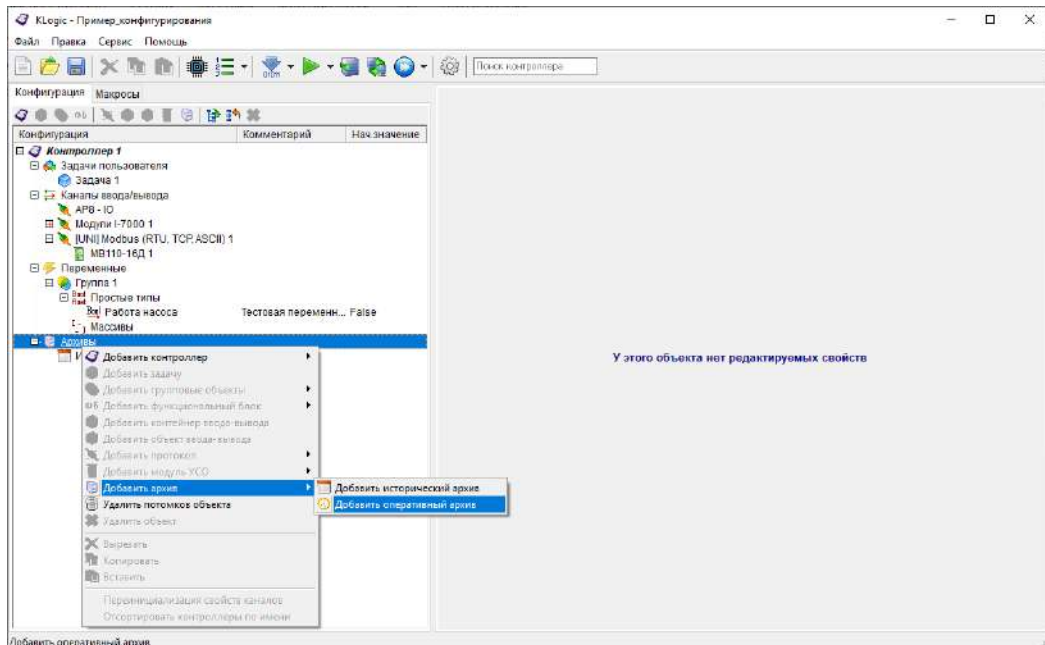 KLogic - Пример_конфигурирования
Файл Правка Сервис Помощь
Поиск контроллера
Конфигурация Макросы
Конфигурация Комментарий Нач.значение
Контроллер 1
Задачи пользователя
Задача 1
Каналы ввода/вывода
AP8 - IO
Модули I-7000 1
[UNI] Modbus (RTU, TCP, ASCII) 1
МВ110-16Д 1
Переменные
Группа 1
Простые типы
Работа насоса Тестовая переменн... False
Массивы
Архивы
И
Добавить контроллер
Добавить задачу
Добавить групповые объекты
Добавить функциональный блок
Добавить контейнер ввода-вывода
Добавить объект ввода-вывода
Добавить протокол
Добавить модуль УСО
Добавить архив
Добавить исторический архив
Удалить потомков объекта
Добавить оперативный архив
Удалить объект
Вырезать
Копировать
Вставить
Переинициализация свойств каналов
Отсортировать контроллеры по имени
У этого объекта нет редактируемых свойств
Добавить оперативный архив